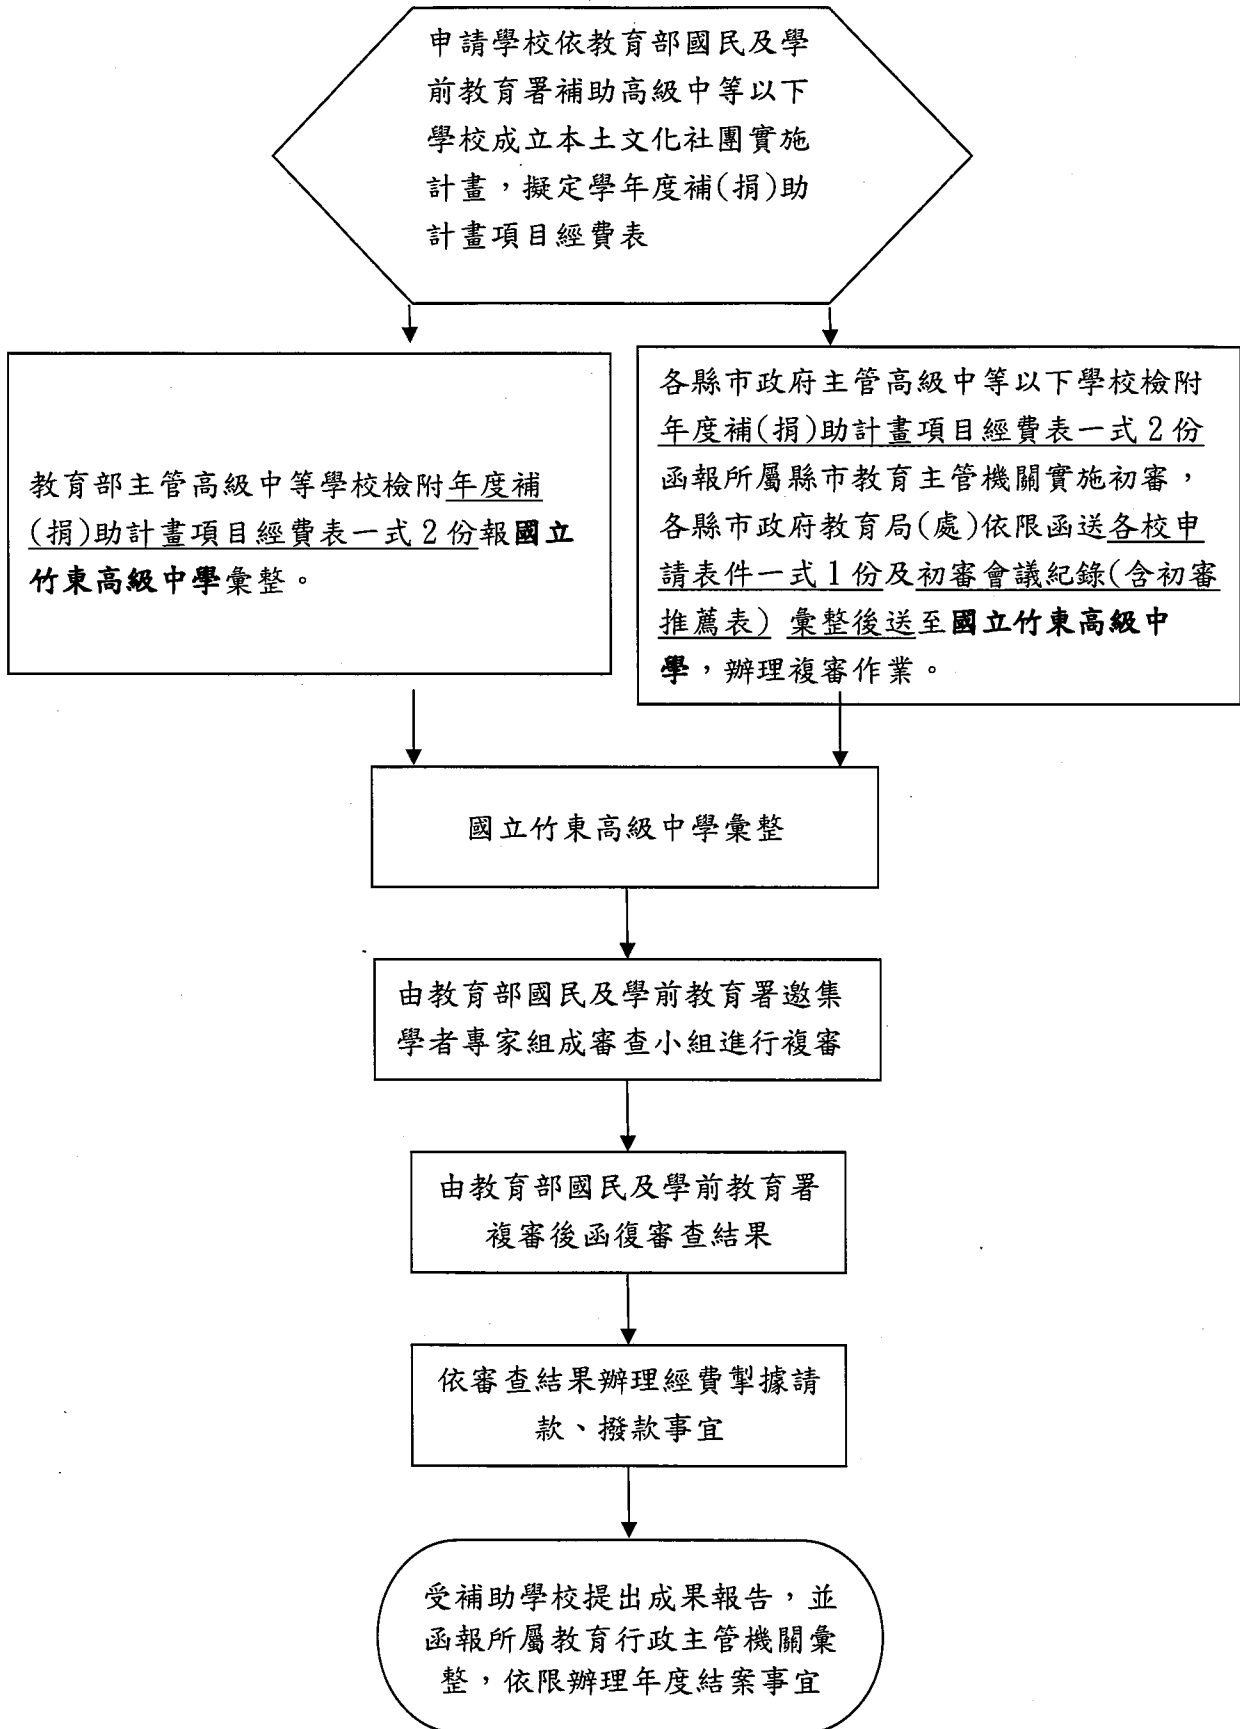 申請學校依教育部國民及學
前教育署補助高級中等以下
學校成立本土文化社團實施
計畫，擬定學年度補(捐)助
計畫項目經費表
教育部主管高級中等學校檢附年度補
(捐)助計畫項目經費表一式2份報國立
竹東高級中學彙整。
各縣市政府主管高級中等以下學校檢附
年度補(捐)助計畫項目經費表一式2份
函報所屬縣市教育主管機關實施初審，
各縣市政府教育局(處)依限函送各校申
請表件一式1份及初審會議紀錄(含初審
推薦表) 彙整後送至國立竹東高級中
學，辦理複審作業。
國立竹東高級中學彙整
由教育部國民及學前教育署邀集
學者專家組成審查小組進行複審
由教育部國民及學前教育署
複審後函復審查結果
依審查結果辦理經費掣據請
款、撥款事宜
受補助學校提出成果報告，並
函報所屬教育行政主管機關彙
整，依限辦理年度結案事宜